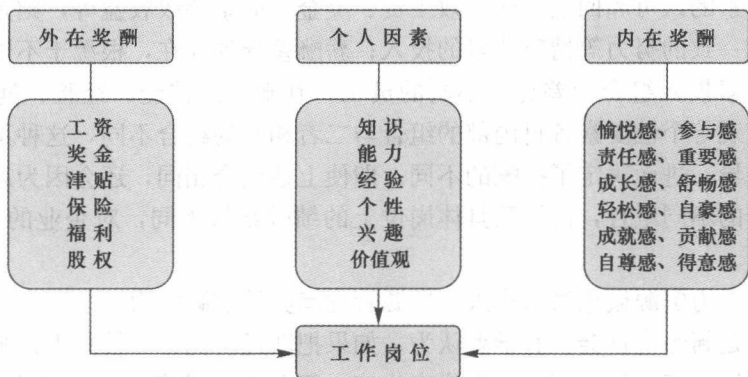 外在奖酬
个人因素
内在奖酬
工资
奖金
津贴
保险
福利
股权
知识
能力
经验
个性
兴趣
价值观
愉悦感、参与感
责任感、重要感
成长感、舒畅感
轻松感、自豪感
成就感、贡献感
自尊感、得意感
工作岗位